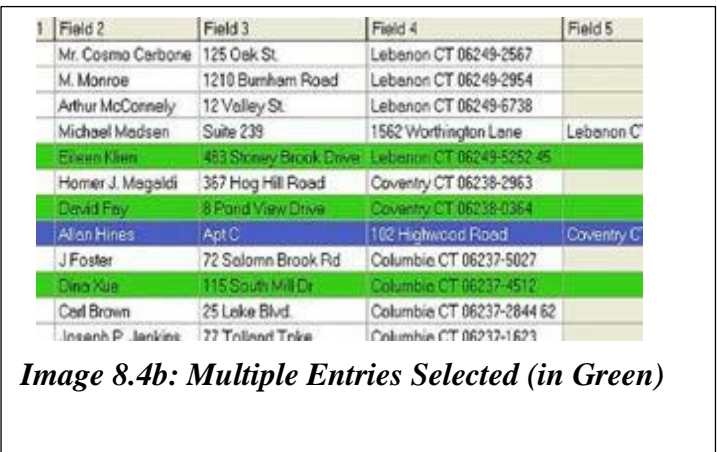 1 Field 2 Field 3 Field 4 Field 5
Mr. Cosmo Carbone 125 Oak St. Lebanon CT 06249-2567
M. Monroe 1210 Burnham Road Lebanon CT 06249-2954
Arthur McConnely 12 Valley St. Lebanon CT 06249-6738
Michael Madsen Suite 239 1562 Worthington Lane Lebanon CT
Eileen Klien 483 Stoney Brook Drive Lebanon CT 06249-5252 45
Homer J. Magaldi 367 Hog Hill Road Coventry CT 06238-2963
David Fay 8 Pond View Drive Coventry CT 06238-0364
Allan Hines Apt C 102 Highwood Road Coventry CT
J Foster 72 Salomn Brook Rd Columbia CT 06237-5027
Dina Xue 115 South Mill Dr Columbia CT 06237-4512
Carl Brown 25 Lake Blvd. Columbia CT 06237-2844 62
Joseph P. Jenkins 77 Tolland Tpke Columbia CT 06237-1623
Image 8.4b: Multiple Entries Selected (in Green)